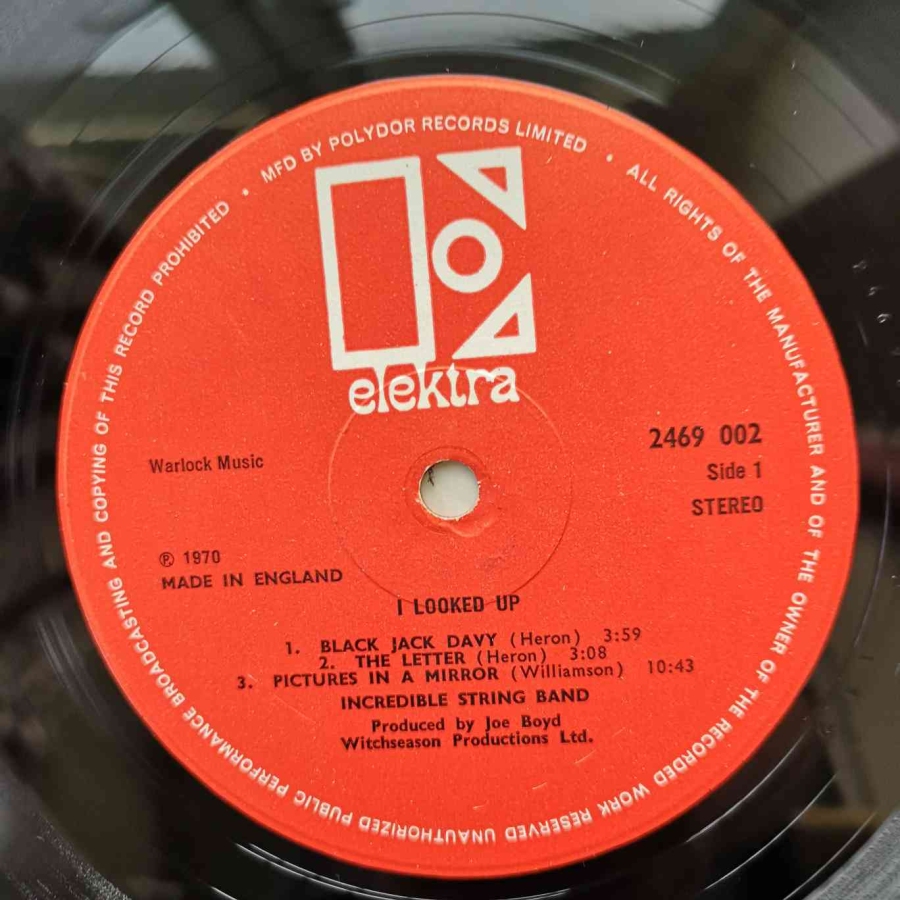 MFD BY POLYDOR RECORDS LIMITED • ALL RIGHTS OF THE MANUFACTURER AND OF THE OWNER OF THE RECORDED WORK RESERVED UNAUTHORIZED PUBLIC PERFORMANCE BROADCASTING AND COPYING OF THIS RECORD PROHIBITED •
elektra
2469 002
Warlock Music
Side 1
STEREO
℗ 1970
MADE IN ENGLAND
I LOOKED UP
1. BLACK JACK DAVY (Heron) 3:59
2. THE LETTER (Heron) 3:08
3. PICTURES IN A MIRROR (Williamson) 10:43
INCREDIBLE STRING BAND
Produced by Joe Boyd
Witchseason Productions Ltd.